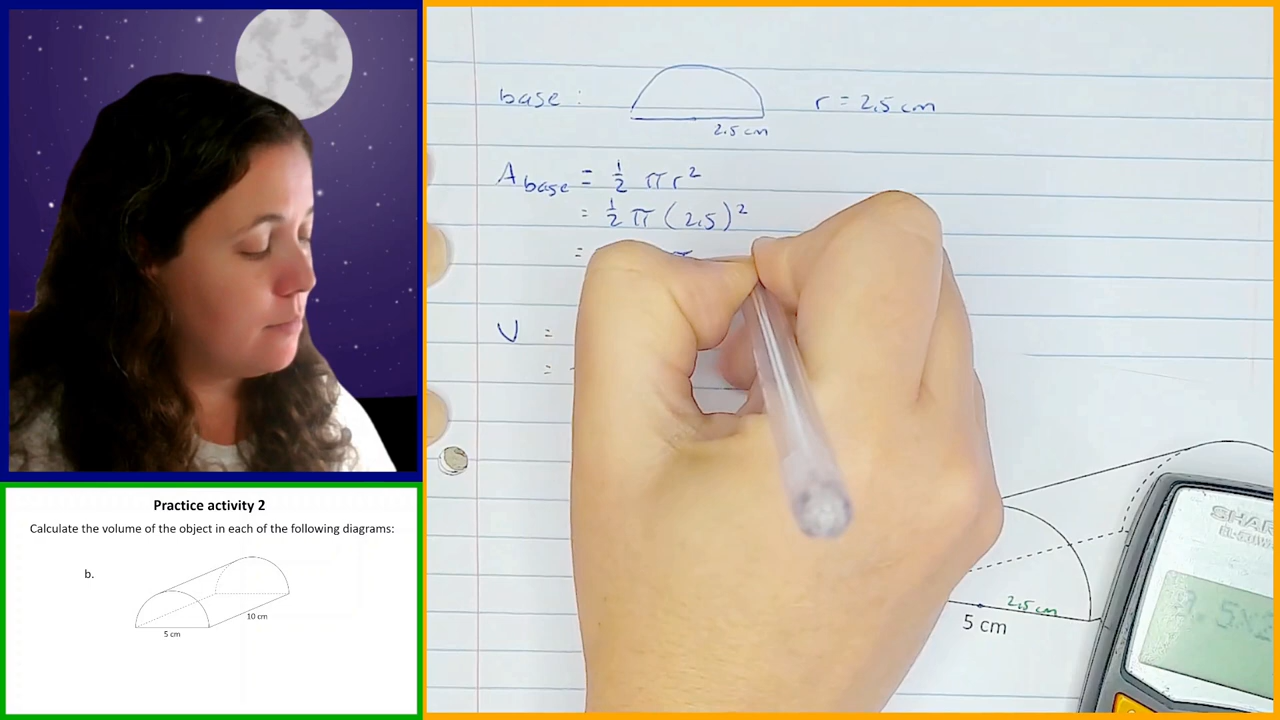 Practice activity 2
Calculate the volume of the object in each of the following diagrams:
b.
10 cm
5 cm
base :
2.5 cm
r = 2,5 cm
A base = ½ πr²
= ½ π (2,5)²
=
V =
=
2,5 cm
5 cm
SHAR